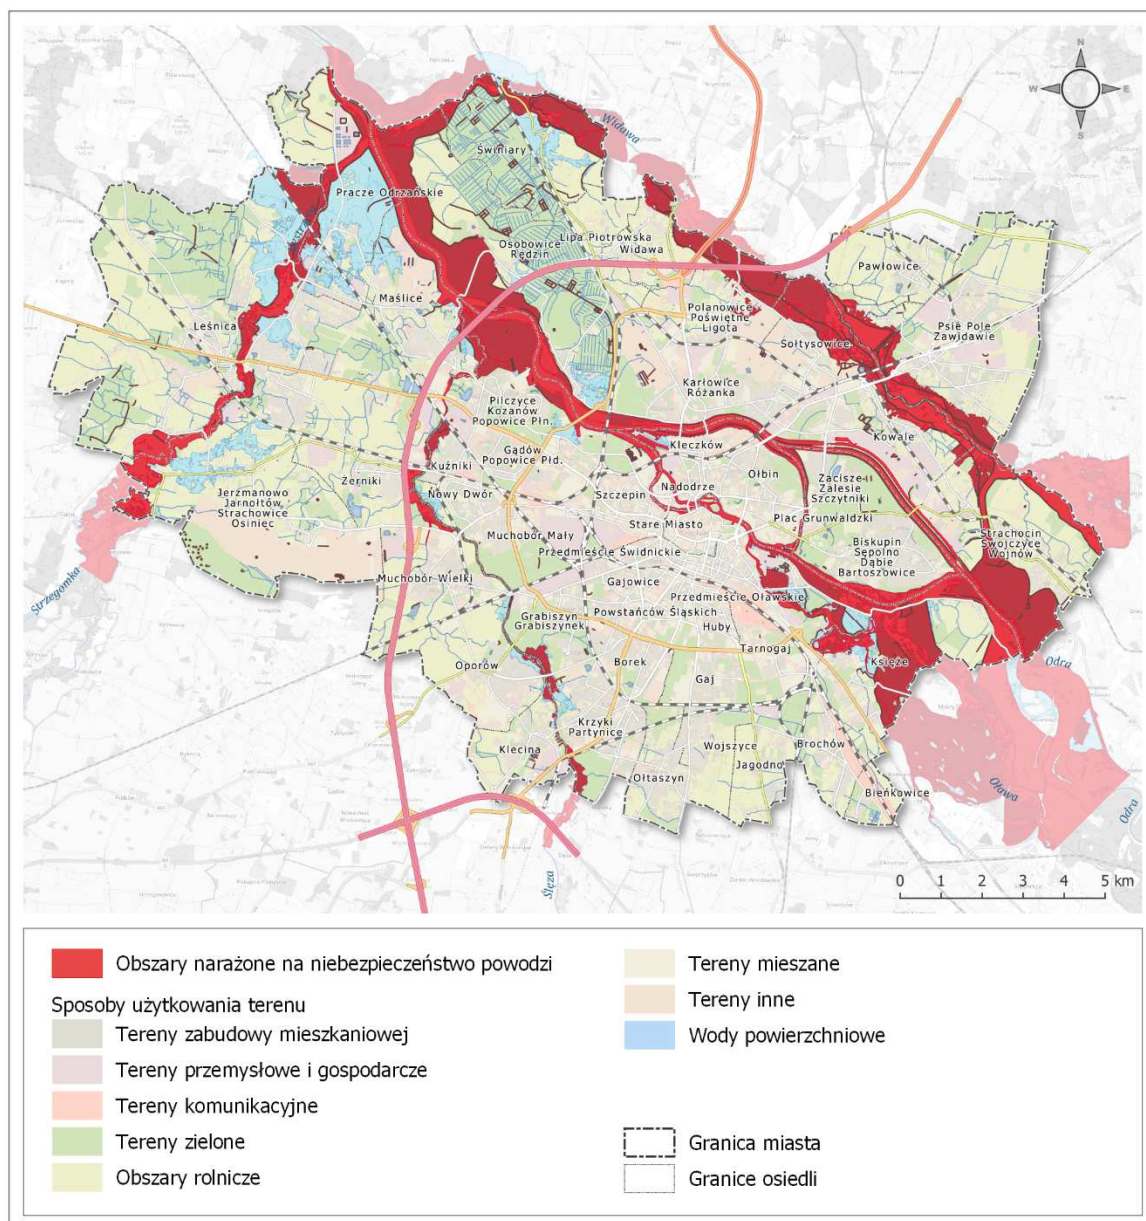 N
W
E
S
Widawa
Świniary
Pracze Odrzańskie
Osobowice
Rędzin
Lipa Piotrowska
Widawa
Pawłowice
Maślice
Polanowice
Poświętne
Ligota
Psie Pole
Zawidawie
Leśnica
Sołtysowice
Karłowice
Różanka
Pilczyce
Kozanów
Popowice Płn.
Kleczków
Kowale
Gądów
Popowice Płd.
Kuźniki
Ołbin
Żerniki
Zacisze
Zalesie
Szczytniki
Nadodrze
Jerzmanowo
Jarnołtów
Strachowice
Osiniec
Nowy Dwór
Szczepin
Stare Miasto
Plac Grunwaldzki
Muchobór Mały
Strachocin
Swojczyce
Wojnów
Przedmieście Świdnickie
Biskupin
Sępolno
Dąbie
Bartoszowice
Muchobór Wielki
Gajowice
Strzegomka
Przedmieście Oławskie
Powstańców Śląskich
Grabiszyn
Grabiszynek
Huby
Tarnogaj
Oporów
Borek
Księże
Odra
Gaj
Krzyki
Partynice
Klecina
Wojszyce
Brochów
Jagodno
Ołtaszyn
Bieńkowice
Oława
Odra
Ślęza
0 1 2 3 4 5 km
Obszary narażone na niebezpieczeństwo powodzi
Sposoby użytkowania terenu
Tereny zabudowy mieszkaniowej
Tereny przemysłowe i gospodarcze
Tereny komunikacyjne
Tereny zielone
Obszary rolnicze
Tereny mieszane
Tereny inne
Wody powierzchniowe
Granica miasta
Granice osiedli